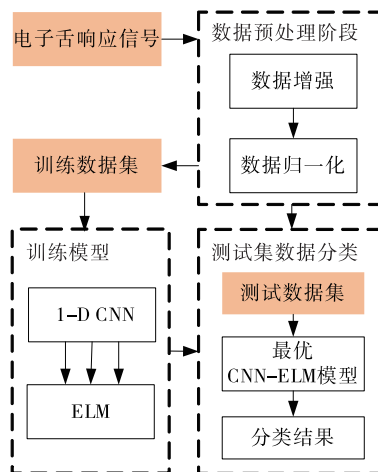 电子舌响应信号
数据预处理阶段
数据增强
数据归一化
训练数据集
训练模型
1-D CNN
ELM
测试集数据分类
测试数据集
最优
CNN-ELM模型
分类结果